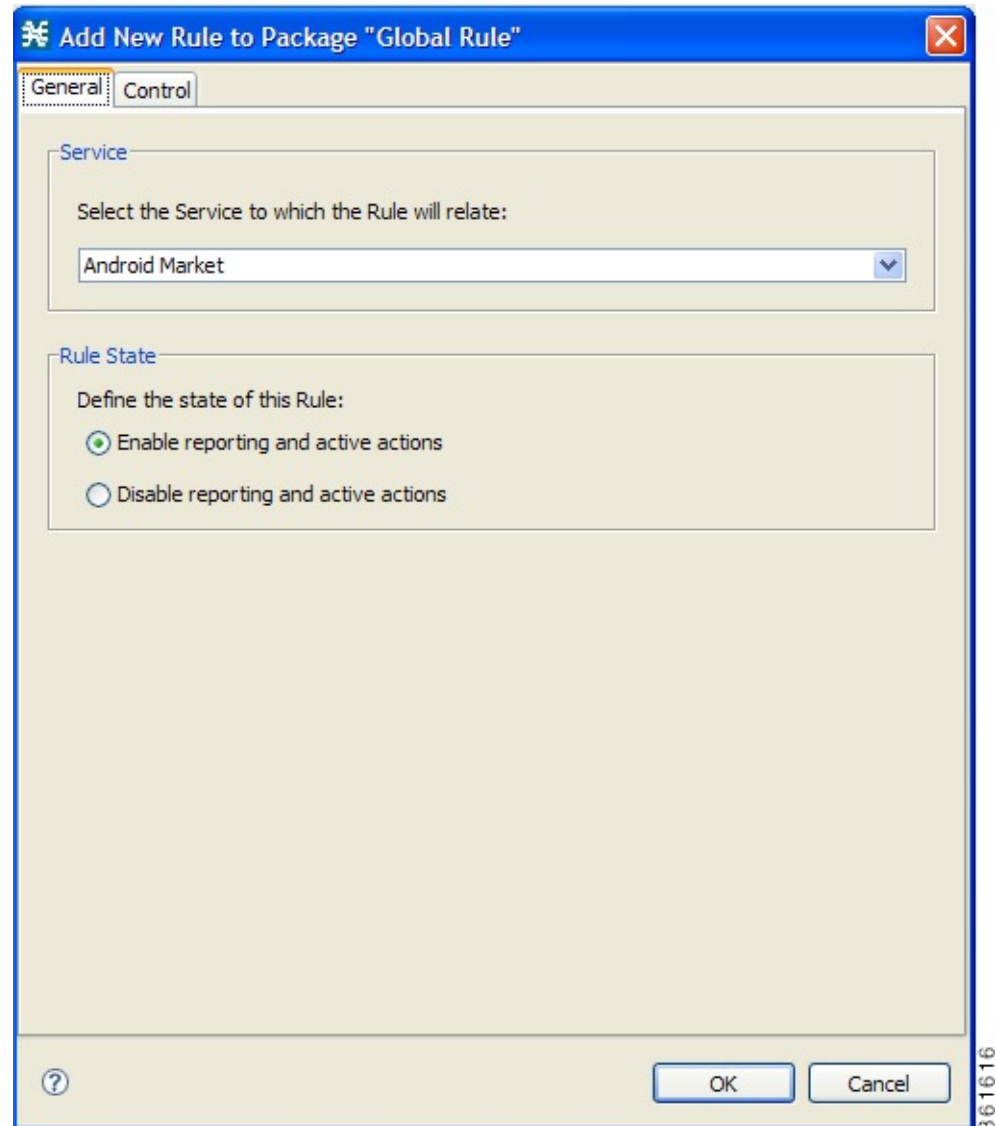 Add New Rule to Package "Global Rule"
General
Control
Service
Select the Service to which the Rule will relate:
Android Market
Rule State
Define the state of this Rule:
Enable reporting and active actions
Disable reporting and active actions
?
OK
Cancel
361616